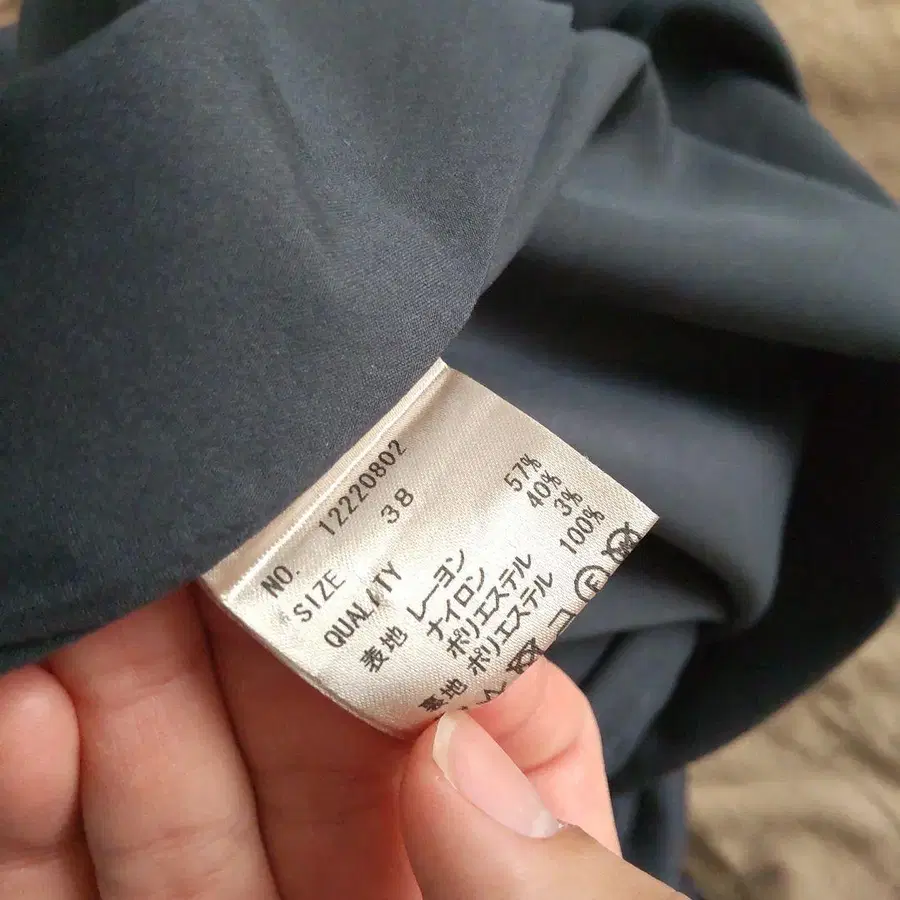 NO. 12220802
SIZE 38
QUALITY
表地 レーヨン 57%
ナイロン 40%
ポリエステル 3%
裏地 ポリエステル 100%